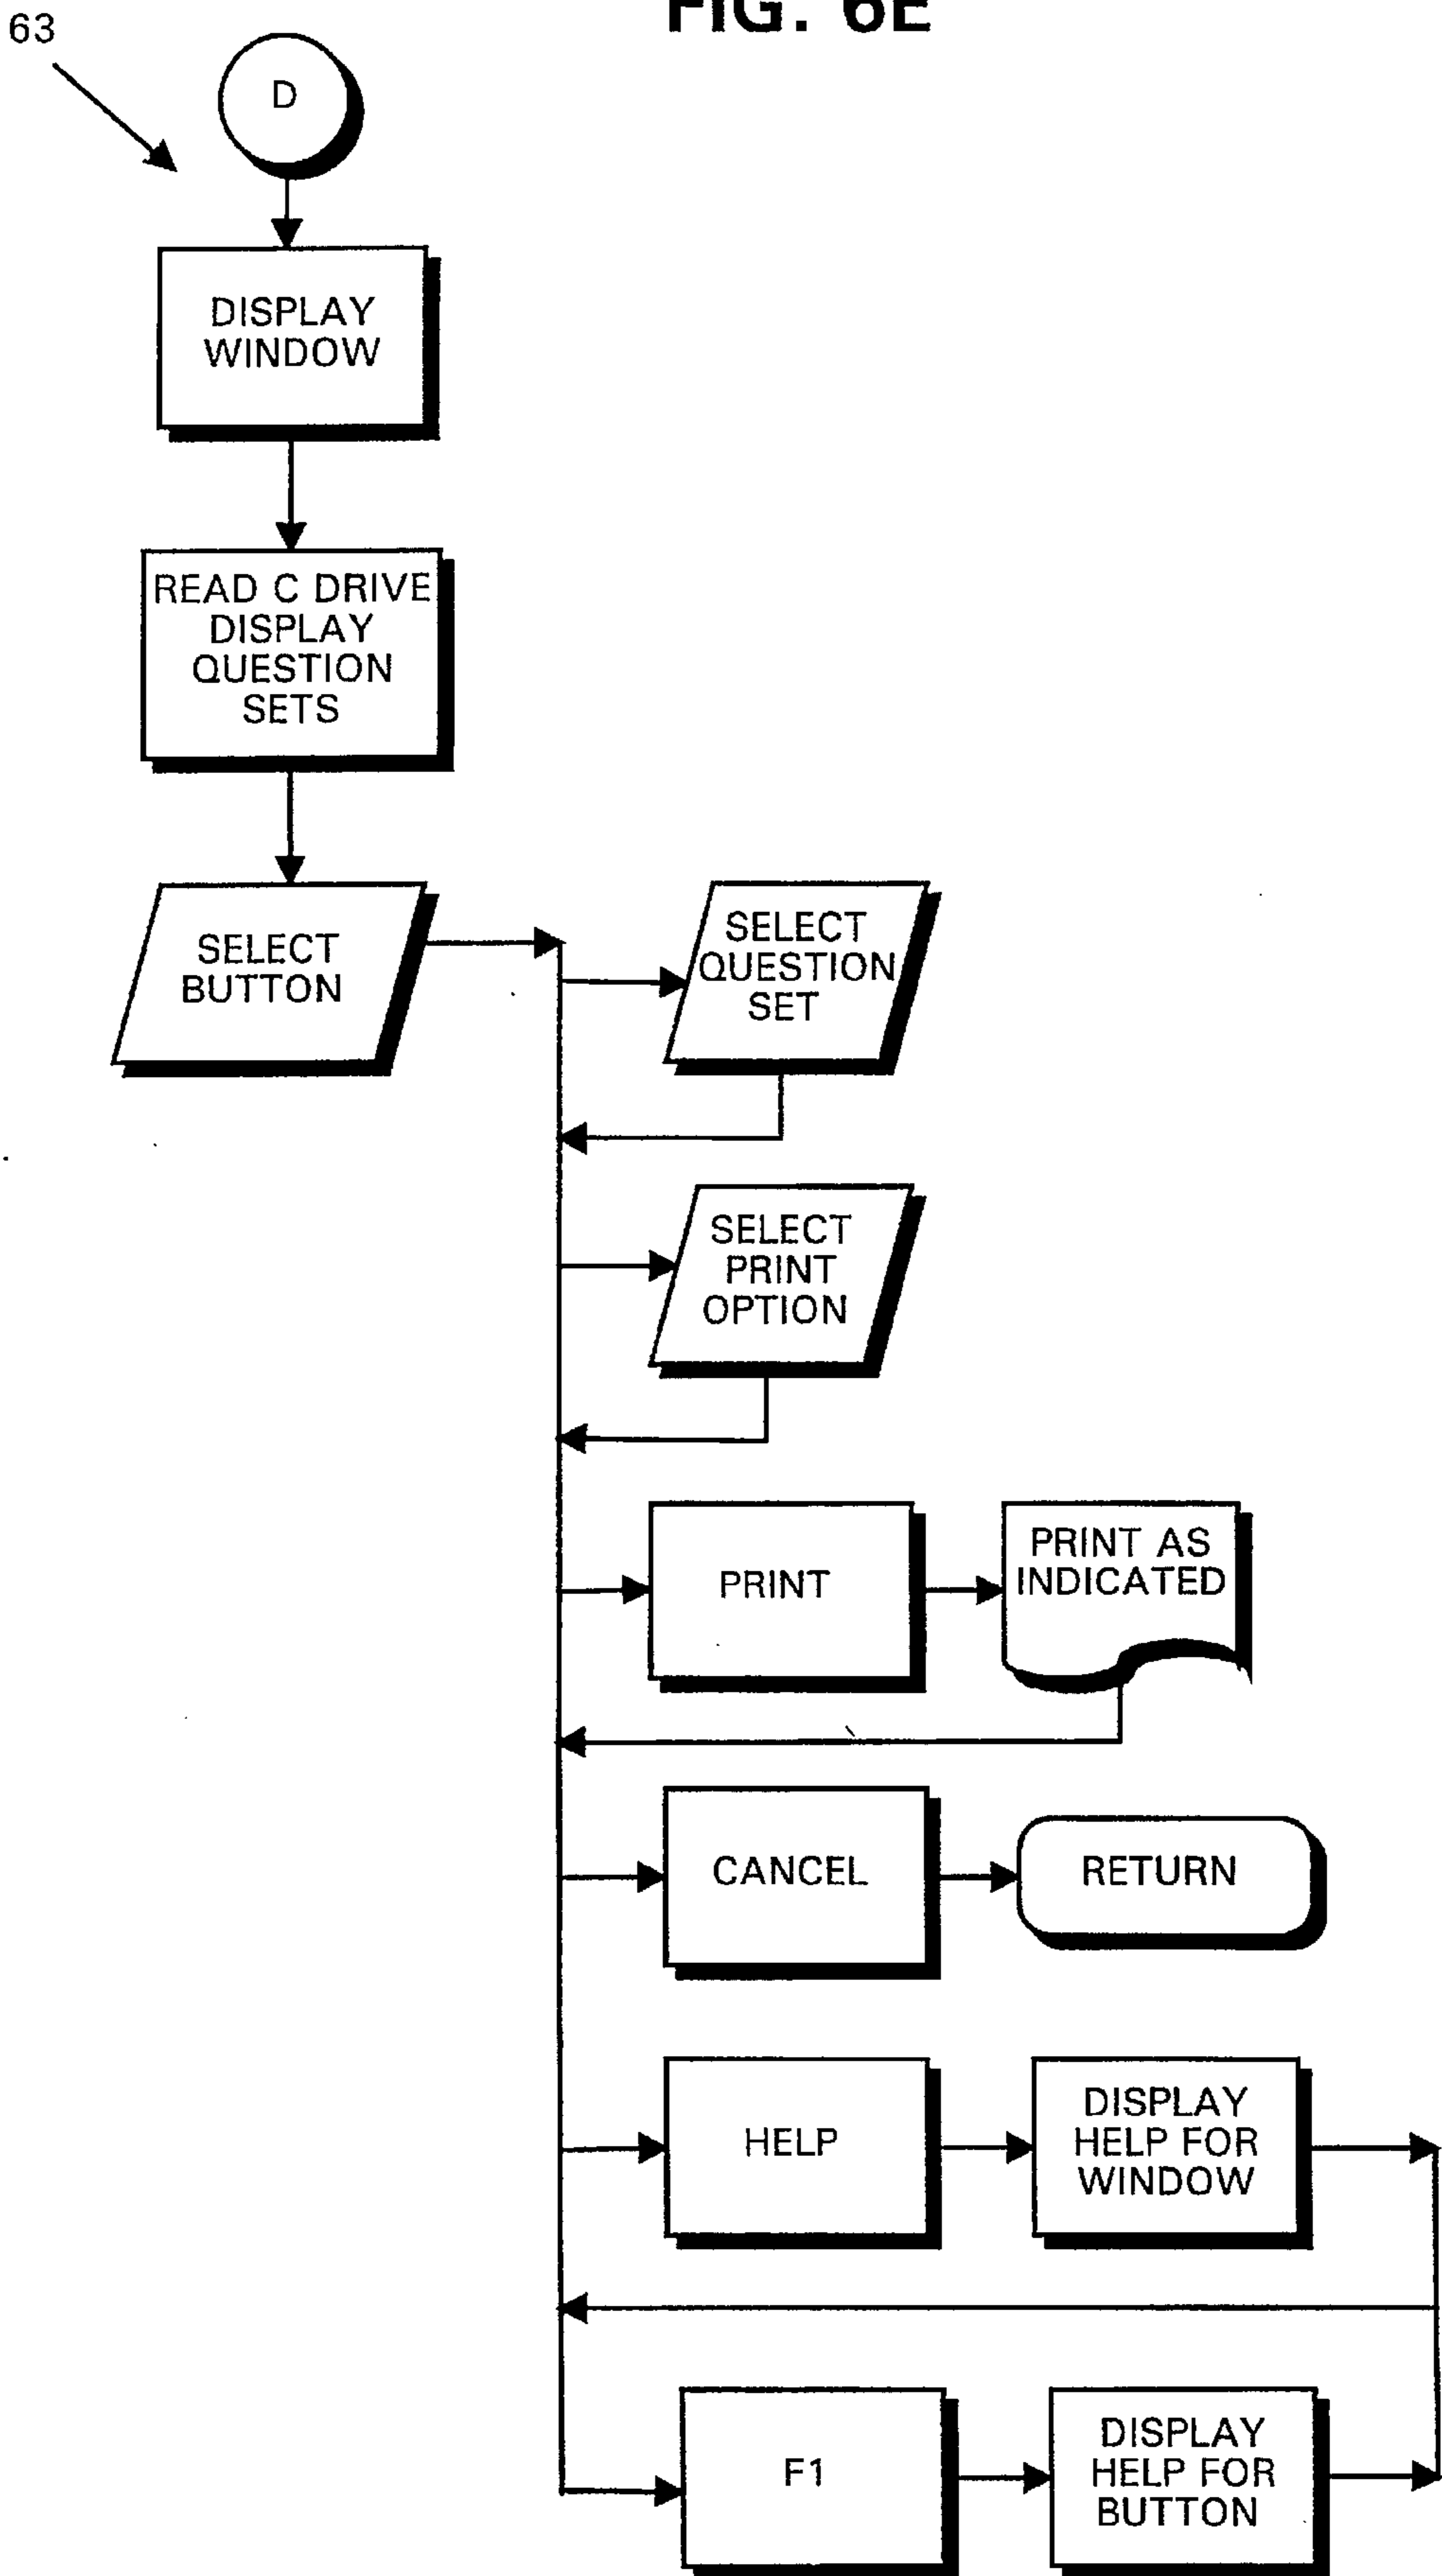 FIG. 6E
63
D
DISPLAY
WINDOW
READ C DRIVE
DISPLAY
QUESTION
SETS
SELECT
BUTTON
SELECT
QUESTION
SET
SELECT
PRINT
OPTION
PRINT
PRINT AS
INDICATED
CANCEL
RETURN
HELP
DISPLAY
HELP FOR
WINDOW
F1
DISPLAY
HELP FOR
BUTTON